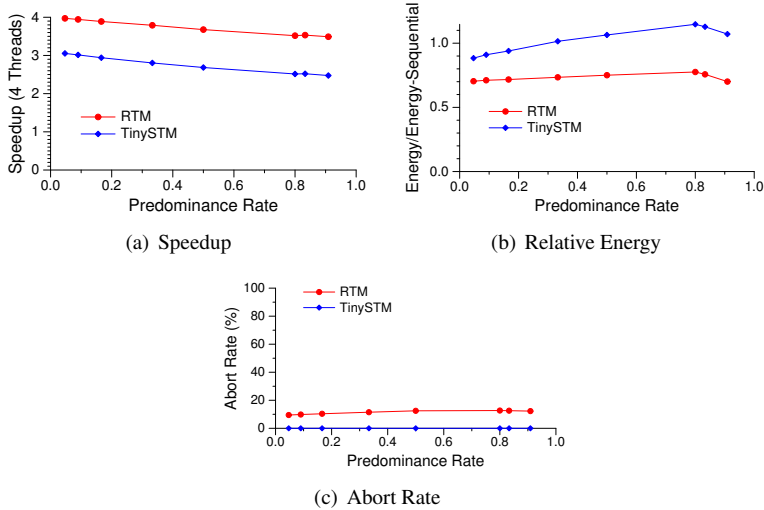 Speedup (4 Threads)
4
3
2
1
0
RTM
TinySTM
0.0 0.2 0.4 0.6 0.8 1.0
Predominance Rate
(a) Speedup
Energy/Energy-Sequential
1.0
0.5
0.0
RTM
TinySTM
0.0 0.2 0.4 0.6 0.8 1.0
Predominance Rate
(b) Relative Energy
Abort Rate (%)
100
80
60
40
20
0
RTM
TinySTM
0.0 0.2 0.4 0.6 0.8 1.0
Predominance Rate
(c) Abort Rate